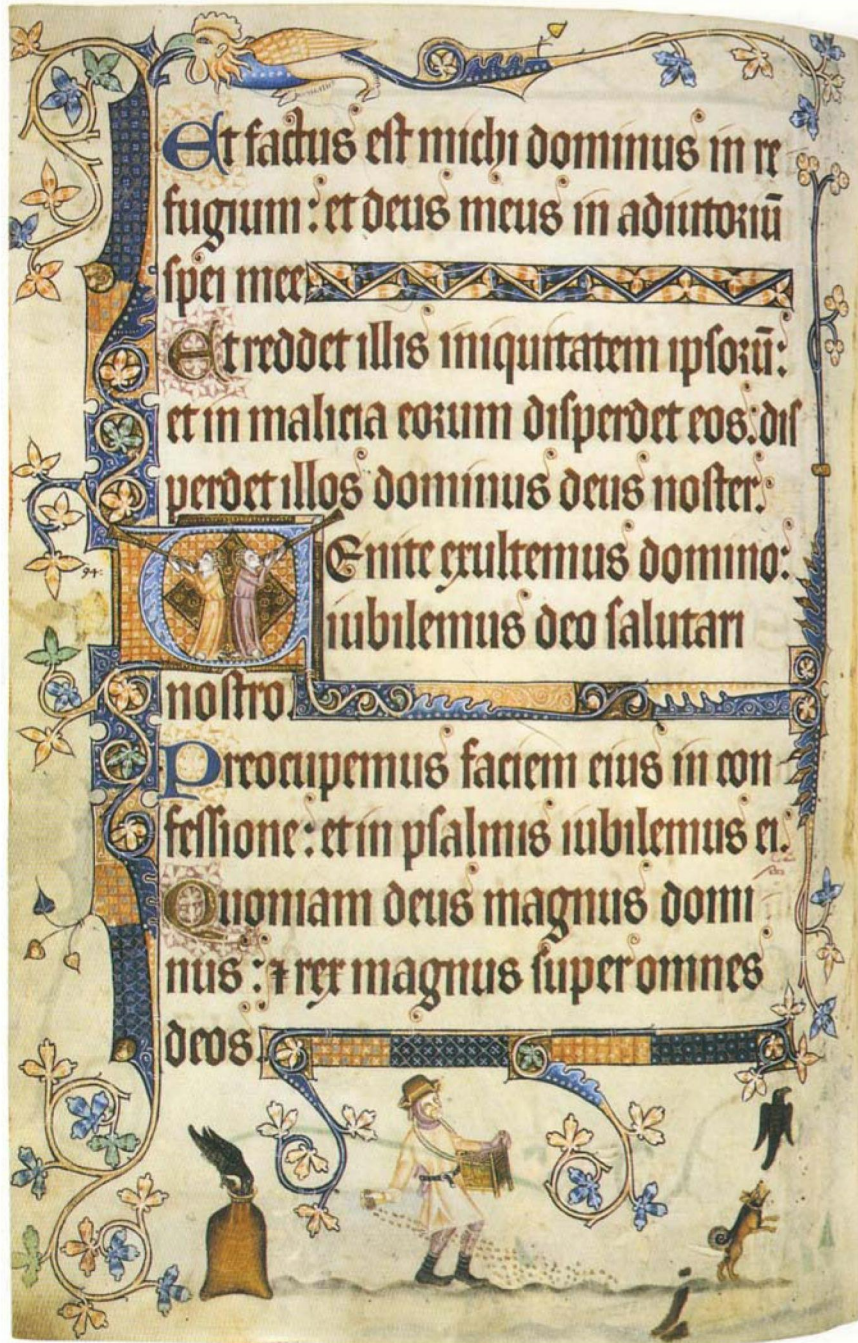 Et factus est michi dominus in re
fugium: et deus meus in adiutoriū
spei mee
Et reddet illis iniquitatem ipsorū:
et in malicia eorum disperdet eos: dis
perdet illos dominus deus noster.
94.
VEnite exultemus domino:
iubilemus deo salutari
nostro.
Preocupemus faciem eius in con
fessione: et in psalmis iubilemus ei.
Quoniam deus magnus domi
nus: ⁊ rex magnus super omnes
deos.